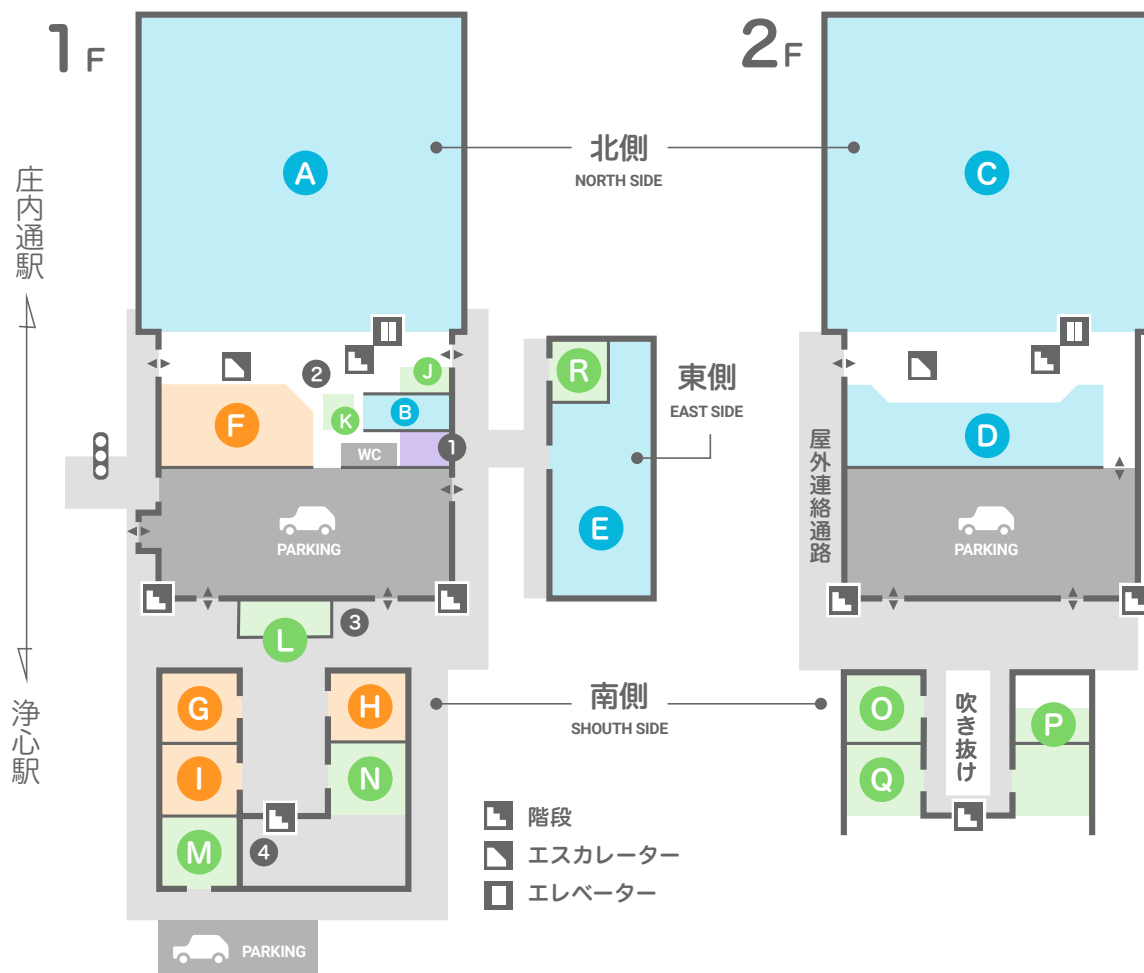 1F
2F
A
C
北側
NORTH SIDE
庄内通駅
浄心駅
2
J
K
B
F
1
WC
R
東側
EAST SIDE
E
D
屋外連絡通路
PARKING
PARKING
L
3
G
H
I
N
M
4
南側
SHOUTH SIDE
O
P
Q
吹き抜け
階段
エスカレーター
エレベーター
PARKING